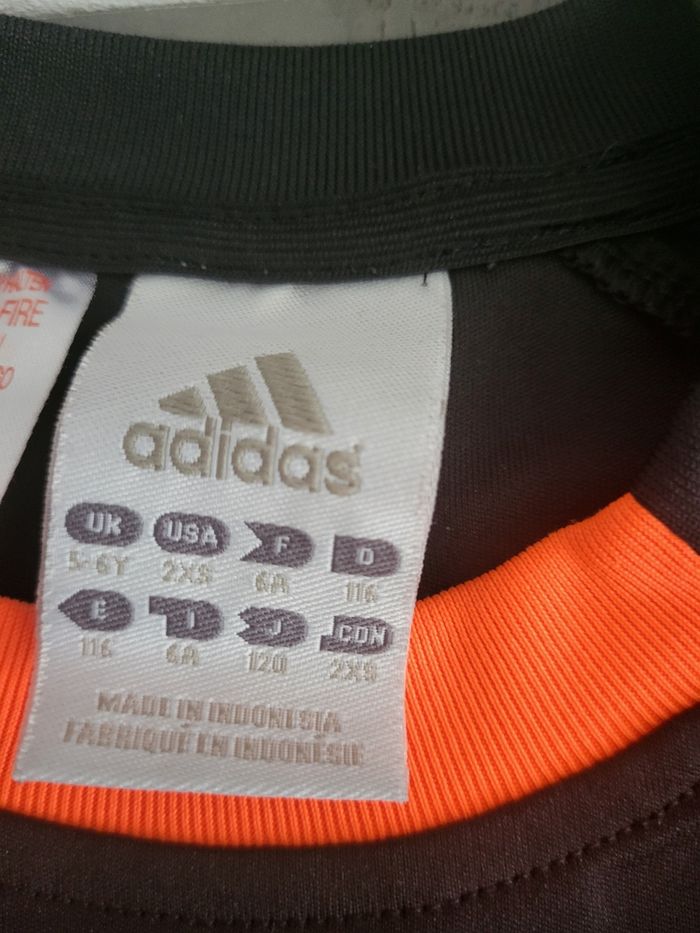 FIRE
adidas
UK USA F D
5-6Y 2XS 6A 116
E I J CDN
116 6A 120 2XS
MADE IN INDONESIA
FABRIQUÉ EN INDONÉSIE